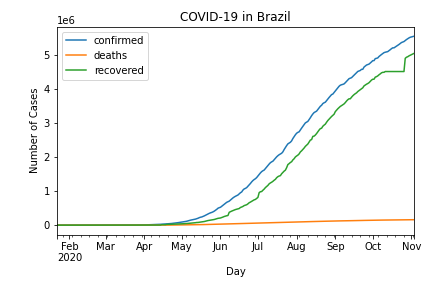 COVID-19 in Brazil
1e6
confirmed
deaths
recovered
Number of Cases
5
4
3
2
1
0
Feb Mar Apr May Jun Jul Aug Sep Oct Nov
2020
Day